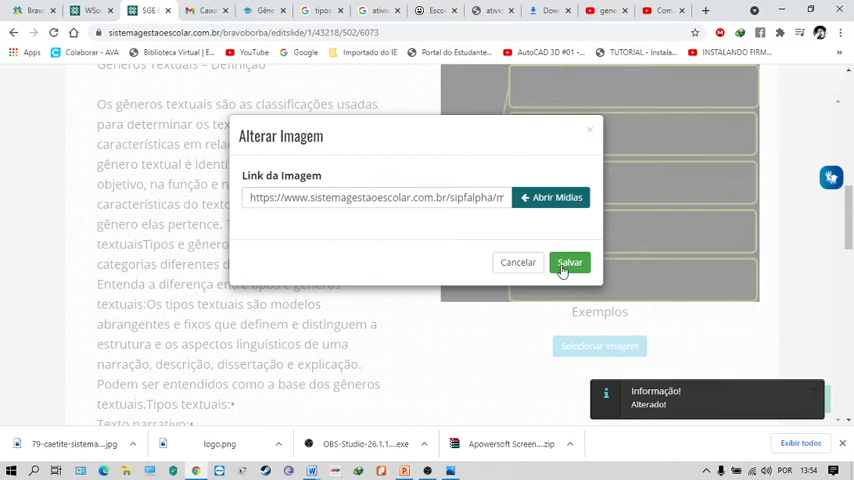 Brav
WSo
SGE
Caixa
Gêne
tipos
ativic
Escol
ativi
Dow
gene
Com
sistemagestaoescolar.com.br/bravoborba/editslide/1/43218/502/6073
Apps
Colaborar - AVA
Biblioteca Virtual (E...
YouTube
Google
Importado do IE
Portal do Estudante...
AutoCAD 3D #01 -...
TUTORIAL - Instala...
INSTALANDO FIRM...
Gêneros Textuais – Definição
Os gêneros textuais são as classificações usadas
para determinar os tex
características em rela
gênero textual é identi
objetivo, na função e n
características do texto
gênero elas pertence. T
textuaisTipos e gênero
categorias diferentes d
Entenda a diferença entre tipos e gêneros
textuais:Os tipos textuais são modelos
abrangentes e fixos que definem e distinguem a
estrutura e os aspectos linguísticos de uma
narração, descrição, dissertação e explicação.
Podem ser entendidos como a base dos gêneros
textuais.Tipos textuais:•
Texto narrativo:•
Alterar Imagem
×
Link da Imagem
https://www.sistemagestaoescolar.com.br/sipfalpha/m
Abrir Mídias
Cancelar
Salvar
Exemplos
Selecionar Imagem
Informação!
Alterado!
79-caetite-sistema....jpg
logo.png
OBS-Studio-26.1.1....exe
Apowersoft Screen....zip
Exibir todos
POR
13:54